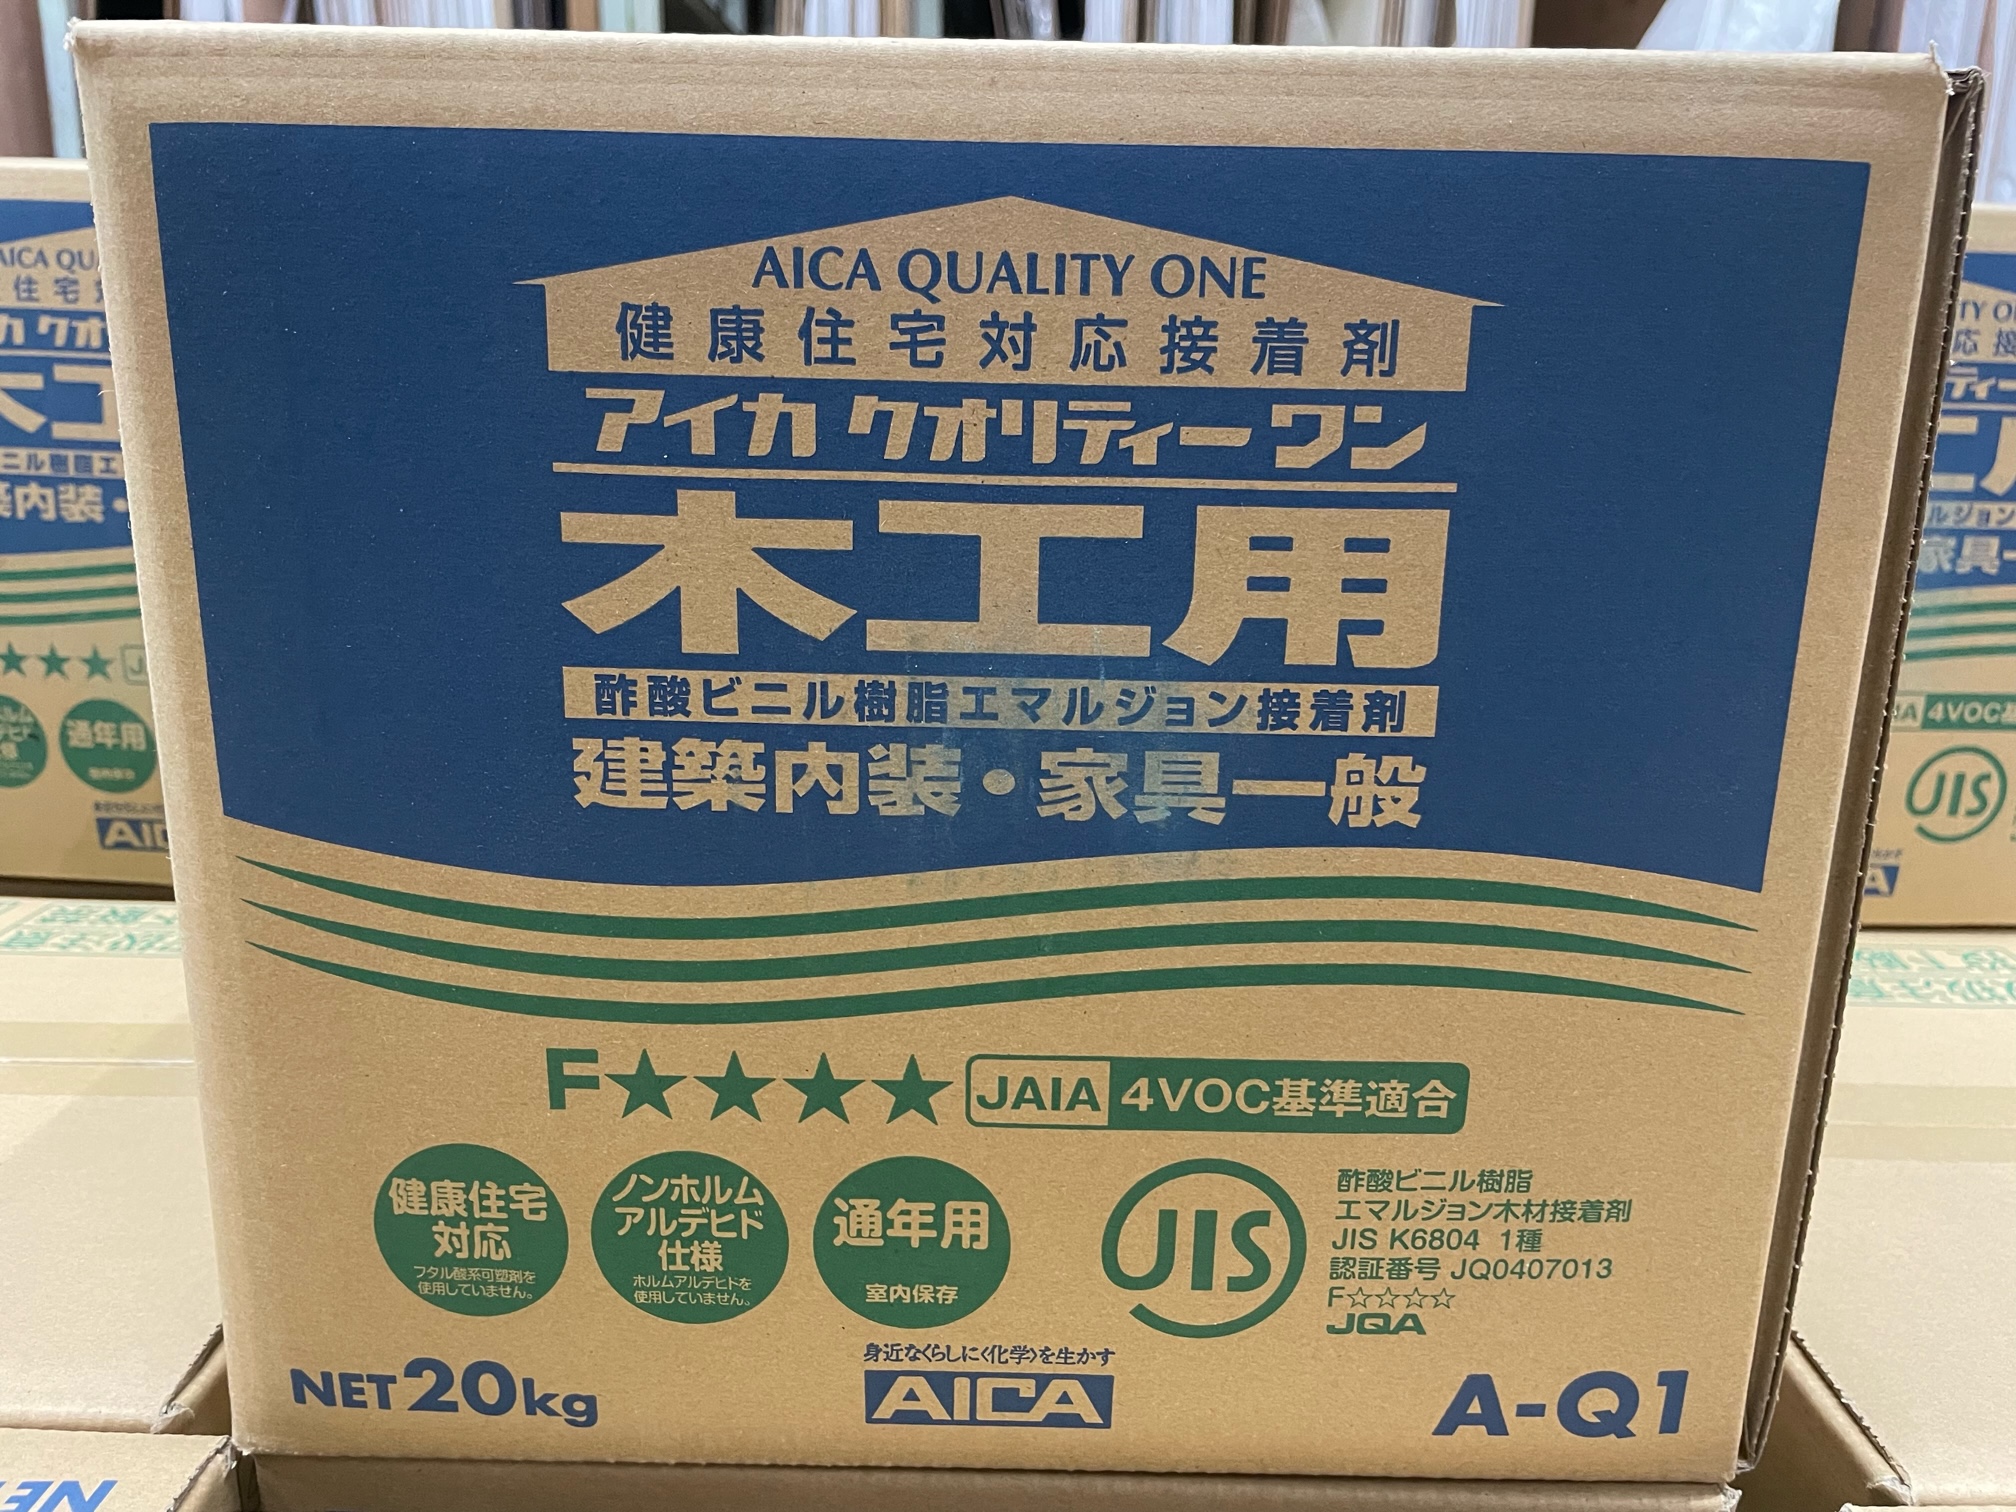 AICA QUALITY ONE
健康住宅対応接着剤
アイカ クオリティーワン
木工用
酢酸ビニル樹脂エマルジョン接着剤
建築内装・家具一般
F★★★★ JAIA 4VOC基準適合
健康住宅
対応
フタル酸系可塑剤を
使用していません。
ノンホルム
アルデヒド
仕様
ホルムアルデヒドを
使用していません。
通年用
室内保存
JIS
酢酸ビニル樹脂
エマルジョン木材接着剤
JIS K6804 1種
認証番号 JQ0407013
F☆☆☆☆
JQA
NET20kg
身近なくらしに〈化学〉を生かす
AICA
A-Q1